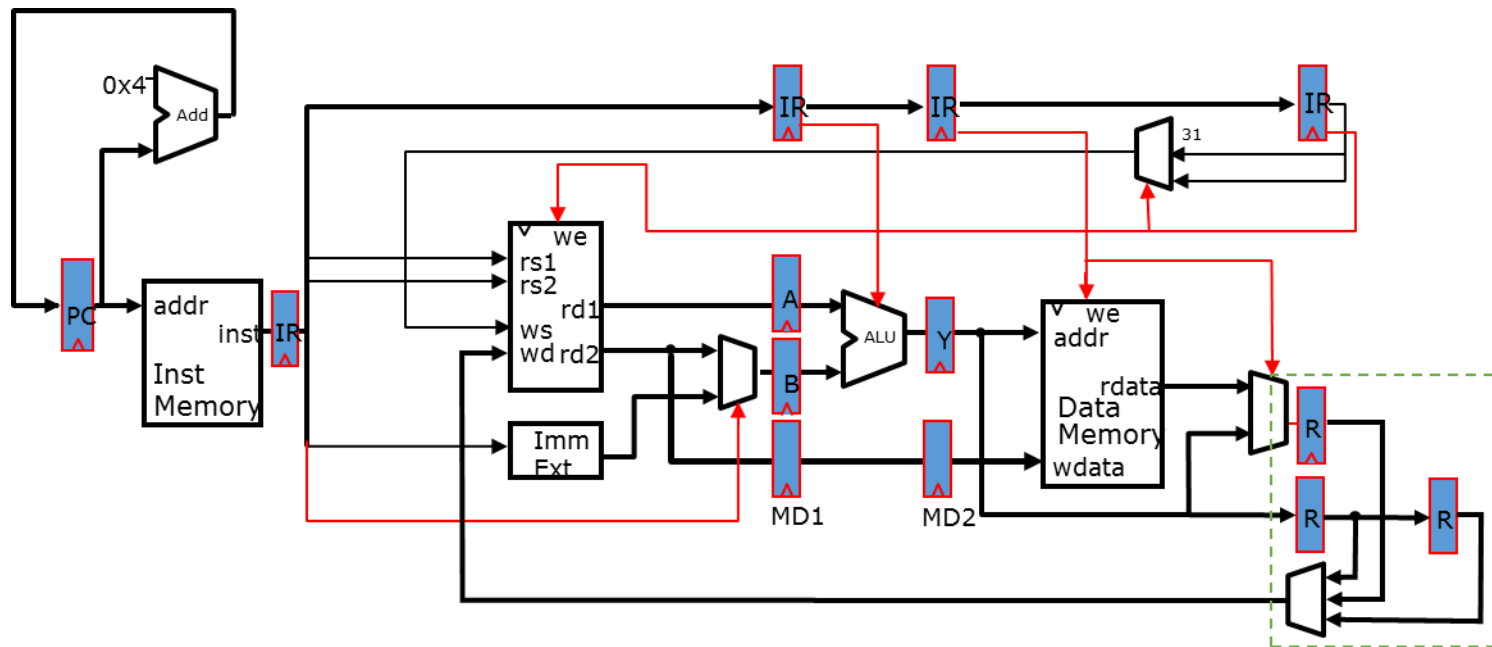 0x4
Add
IR
IR
IR
31
we
rs1
rs2
rd1
ws
wd
rd2
A
B
ALU
Y
we
addr
rdata
Data
Memory
wdata
PC
addr
inst
IR
Inst
Memory
Imm
Ext
MD1
MD2
R
R
R